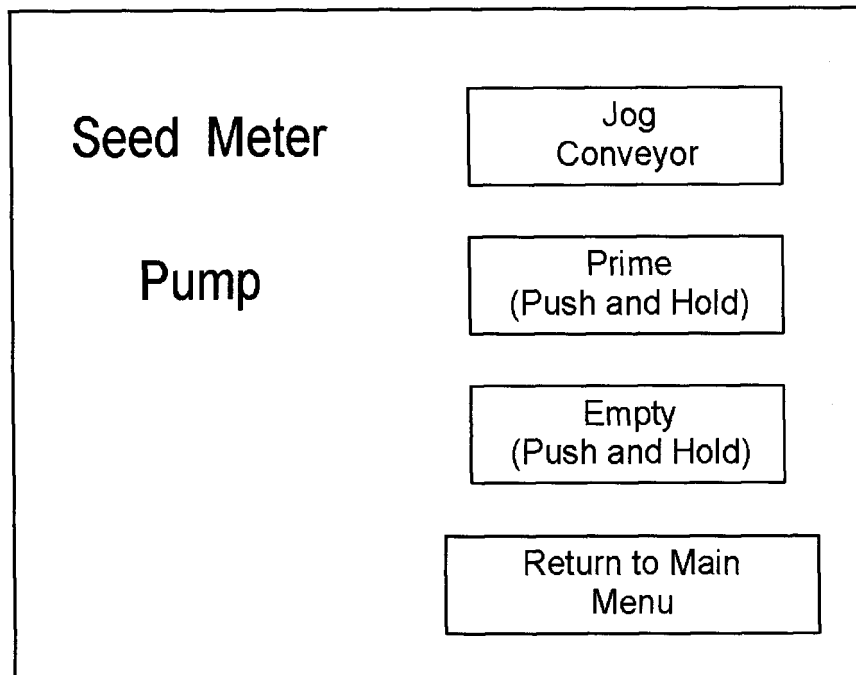 Seed Meter
Jog
Conveyor
Pump
Prime
(Push and Hold)
Empty
(Push and Hold)
Return to Main
Menu